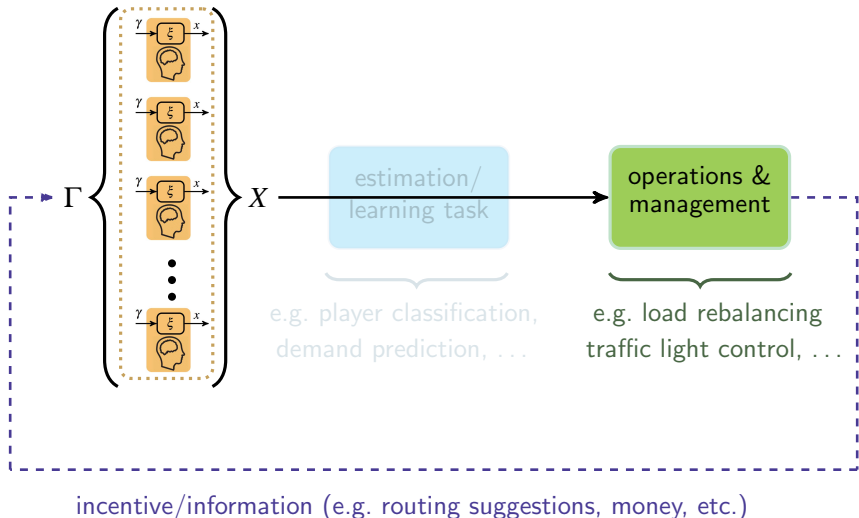 γ ξ x
γ ξ x
γ ξ x
γ ξ x
Γ
X
estimation/
learning task
operations &
management
e.g. player classification,
demand prediction, . . .
e.g. load rebalancing
traffic light control, . . .
incentive/information (e.g. routing suggestions, money, etc.)